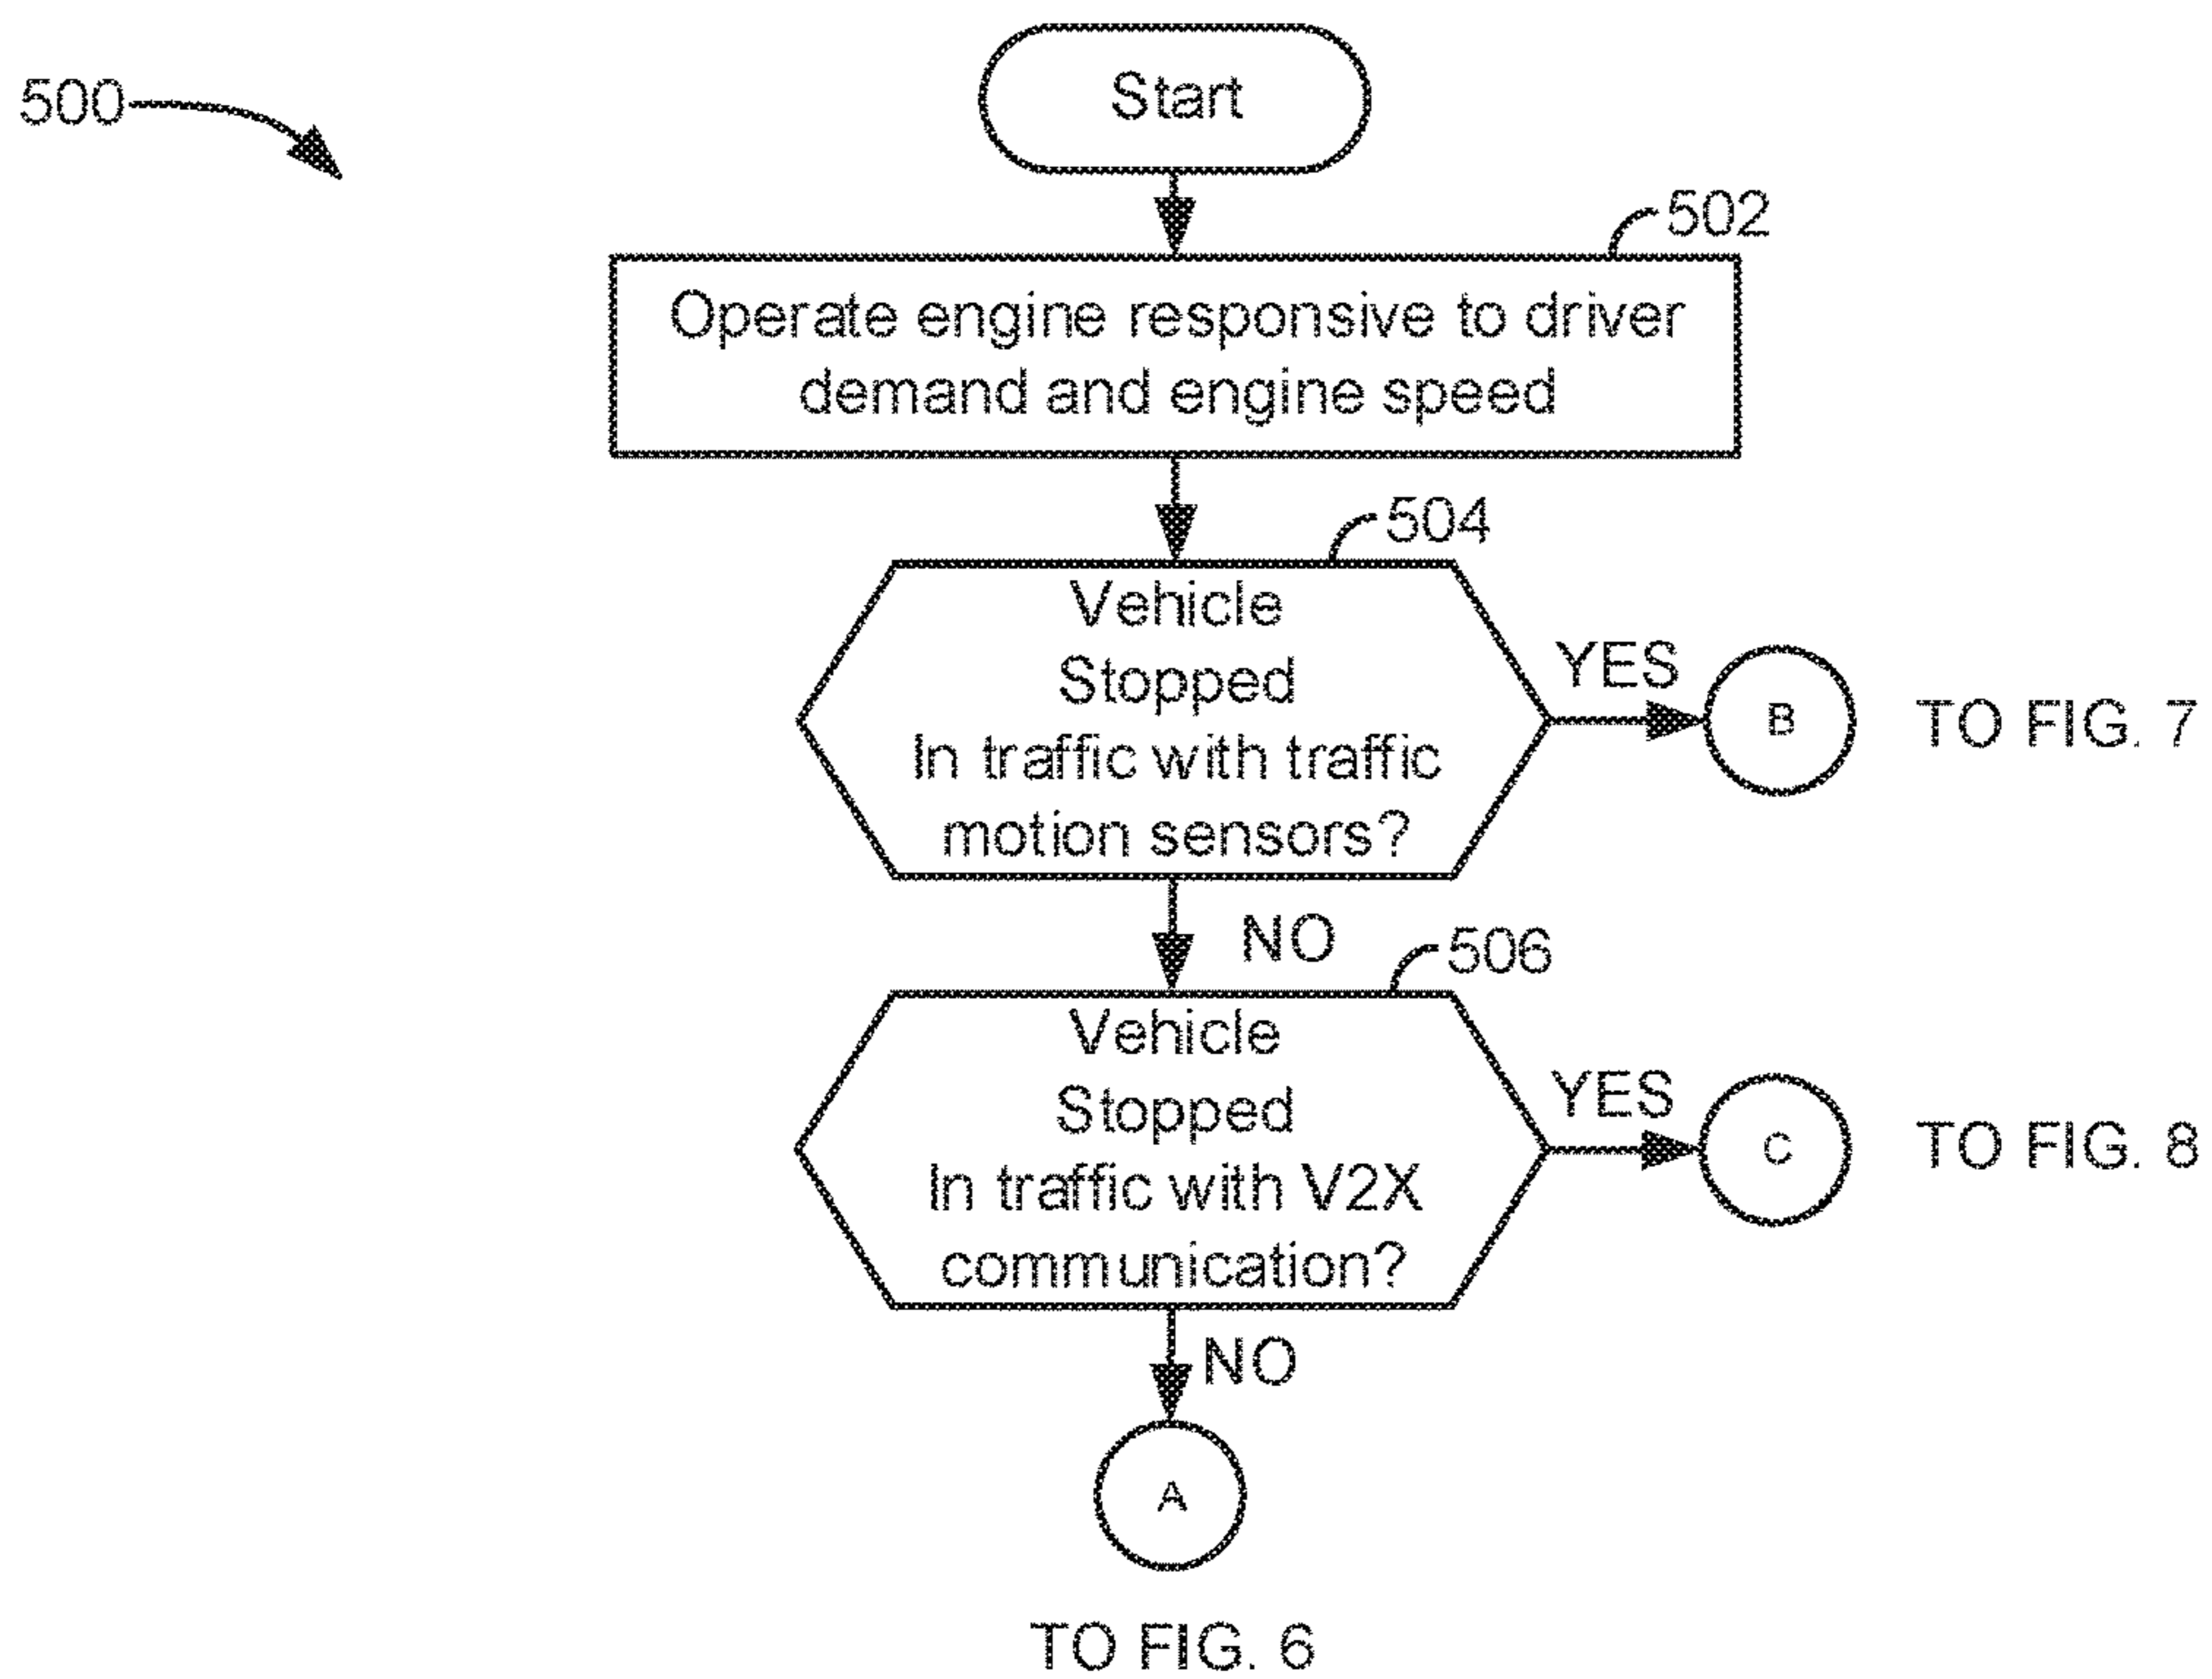 500
Start
502
Operate engine responsive to driver
demand and engine speed
504
Vehicle
Stopped
In traffic with traffic
motion sensors?
YES
B
TO FIG. 7
NO
506
Vehicle
Stopped
In traffic with V2X
communication?
YES
C
TO FIG. 8
NO
A
TO FIG. 6